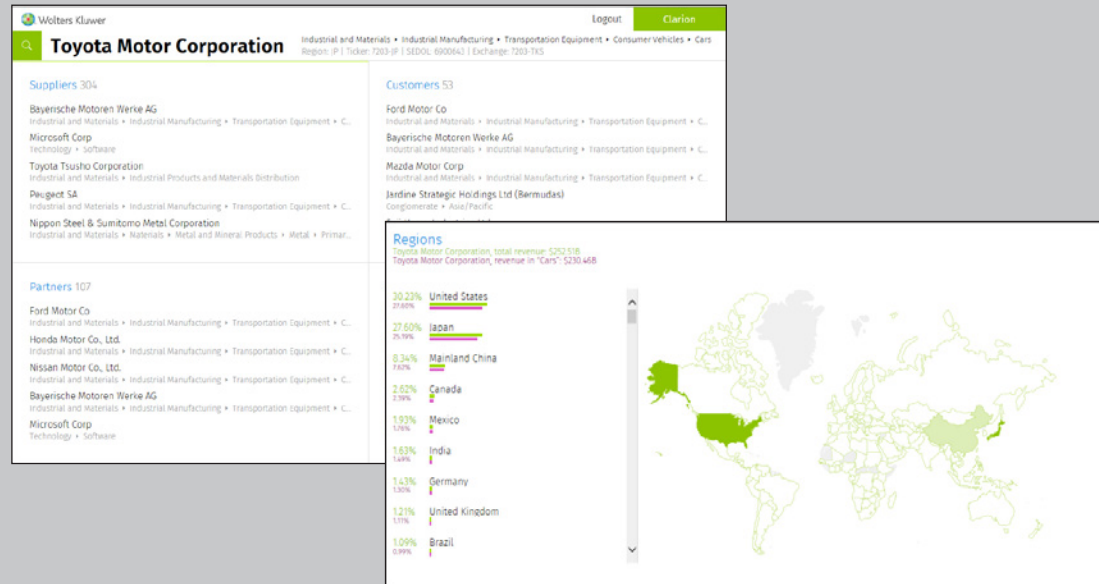 Wolters Kluwer
Logout
Clarion
Toyota Motor Corporation
Industrial and Materials • Industrial Manufacturing • Transportation Equipment • Consumer Vehicles • Cars
Region: JP | Ticker: 7203-JP | SEDOL: 6900643 | Exchange: 7203-TKS
Suppliers 304
Bayerische Motoren Werke AG
Industrial and Materials • Industrial Manufacturing • Transportation Equipment • C...
Microsoft Corp
Technology • Software
Toyota Tsusho Corporation
Industrial and Materials • Industrial Products and Materials Distribution
Peugeot SA
Industrial and Materials • Industrial Manufacturing • Transportation Equipment • C...
Nippon Steel & Sumitomo Metal Corporation
Industrial and Materials • Materials • Metal and Mineral Products • Metal • Primar...
Customers 53
Ford Motor Co
Industrial and Materials • Industrial Manufacturing • Transportation Equipment • C...
Bayerische Motoren Werke AG
Industrial and Materials • Industrial Manufacturing • Transportation Equipment • C...
Mazda Motor Corp
Industrial and Materials • Industrial Manufacturing • Transportation Equipment • C...
Jardine Strategic Holdings Ltd (Bermudas)
Conglomerate • Asia/Pacific
Partners 107
Ford Motor Co
Industrial and Materials • Industrial Manufacturing • Transportation Equipment • C...
Honda Motor Co., Ltd.
Industrial and Materials • Industrial Manufacturing • Transportation Equipment • C...
Nissan Motor Co., Ltd.
Industrial and Materials • Industrial Manufacturing • Transportation Equipment • C...
Bayerische Motoren Werke AG
Industrial and Materials • Industrial Manufacturing • Transportation Equipment • C...
Microsoft Corp
Technology • Software
Regions
Toyota Motor Corporation, total revenue: $252.51B
Toyota Motor Corporation, revenue in "Cars": $230.46B
30.23% United States
27.60%
27.60% Japan
25.19%
8.34% Mainland China
7.62%
2.62% Canada
2.39%
1.93% Mexico
1.76%
1.63% India
1.49%
1.43% Germany
1.30%
1.21% United Kingdom
1.11%
1.09% Brazil
0.99%